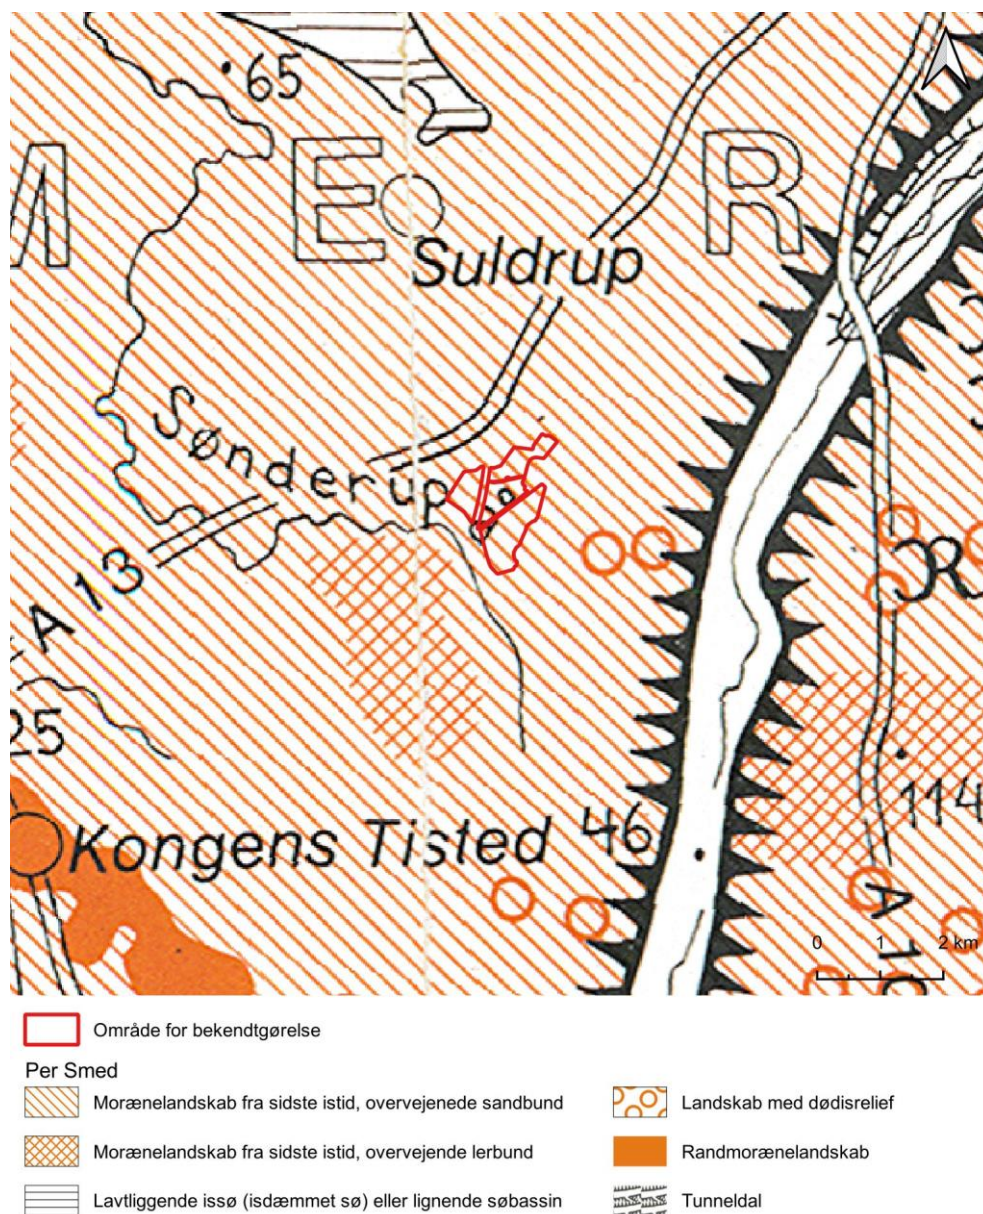 65
M E R
Suldrup
Sønderup
A 13
25
Kongens Tisted
46
114
A 10
0 1 2 km
Område for bekendtgørelse
Per Smed
Morænelandskab fra sidste istid, overvejenede sandbund
Morænelandskab fra sidste istid, overvejende lerbund
Lavtliggende issø (isdæmmet sø) eller lignende søbassin
Landskab med dødisrelief
Randmorænelandskab
Tunneldal